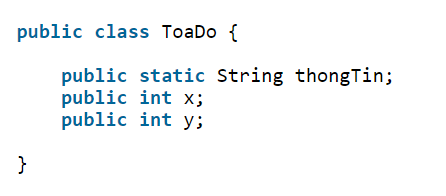 public class ToaDo {
public static String thongTin;
public int x;
public int y;
}